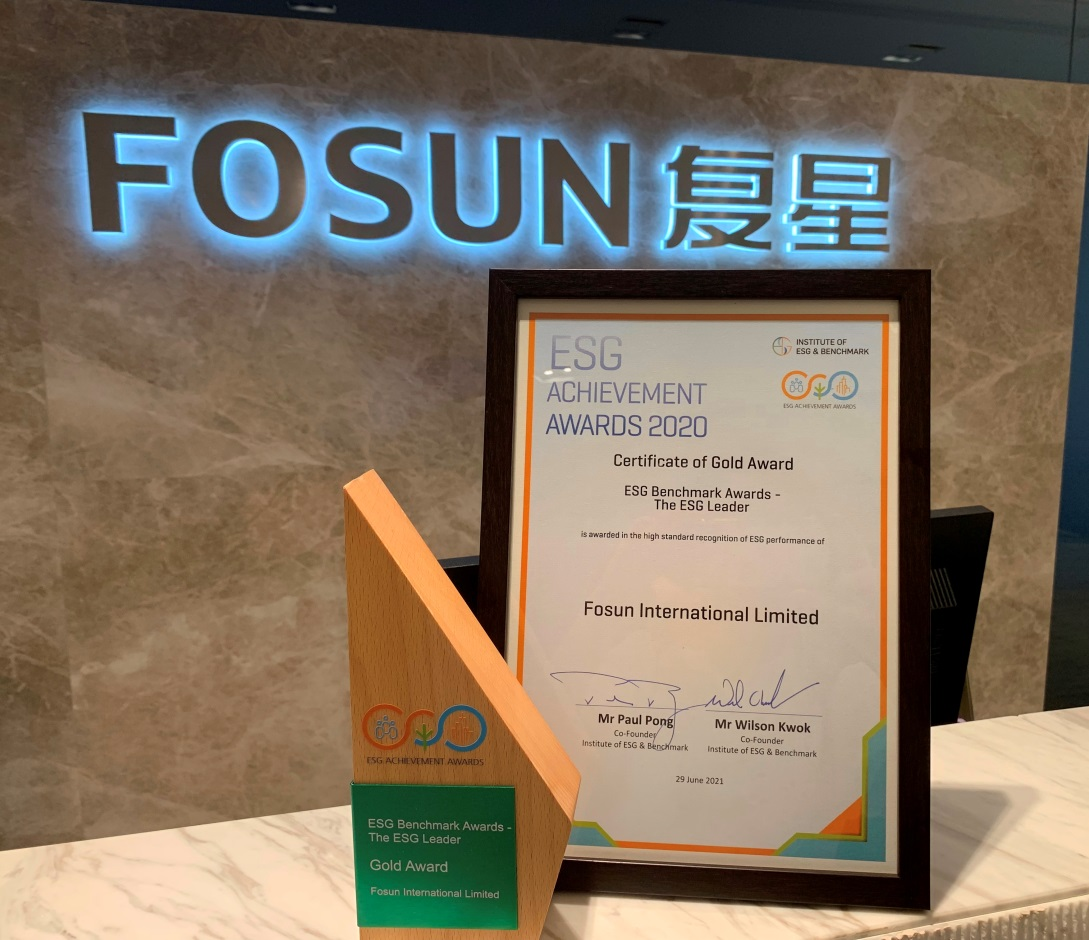 FOSUN 复星
ESG
ACHIEVEMENT
AWARDS 2020
INSTITUTE OF
ESG & BENCHMARK
ESG ACHIEVEMENT AWARDS
Certificate of Gold Award
ESG Benchmark Awards -
The ESG Leader
is awarded in the high standard recognition of ESG performance of
Fosun International Limited
Mr Paul Pong
Co-Founder
Institute of ESG & Benchmark
Mr Wilson Kwok
Co-Founder
Institute of ESG & Benchmark
29 June 2021
ESG ACHIEVEMENT AWARDS
ESG Benchmark Awards -
The ESG Leader
Gold Award
Fosun International Limited